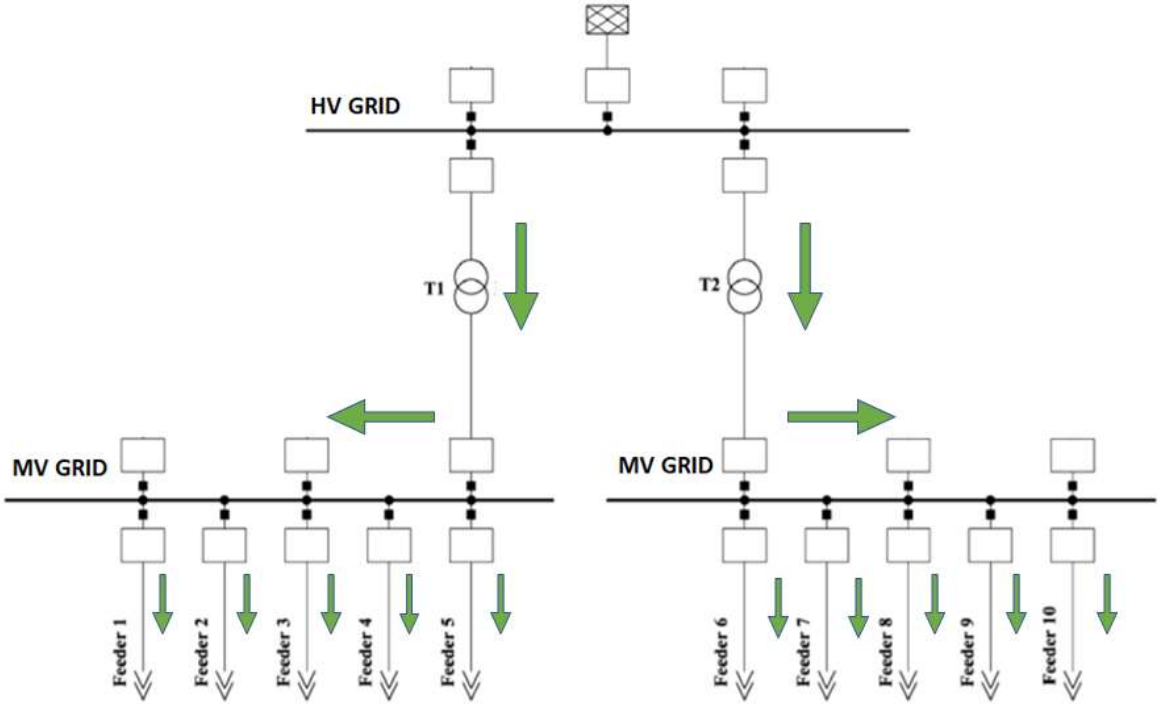 HV GRID
T1
T2
MV GRID
MV GRID
Feeder 1
Feeder 2
Feeder 3
Feeder 4
Feeder 5
Feeder 6
Feeder 7
Feeder 8
Feeder 9
Feeder 10